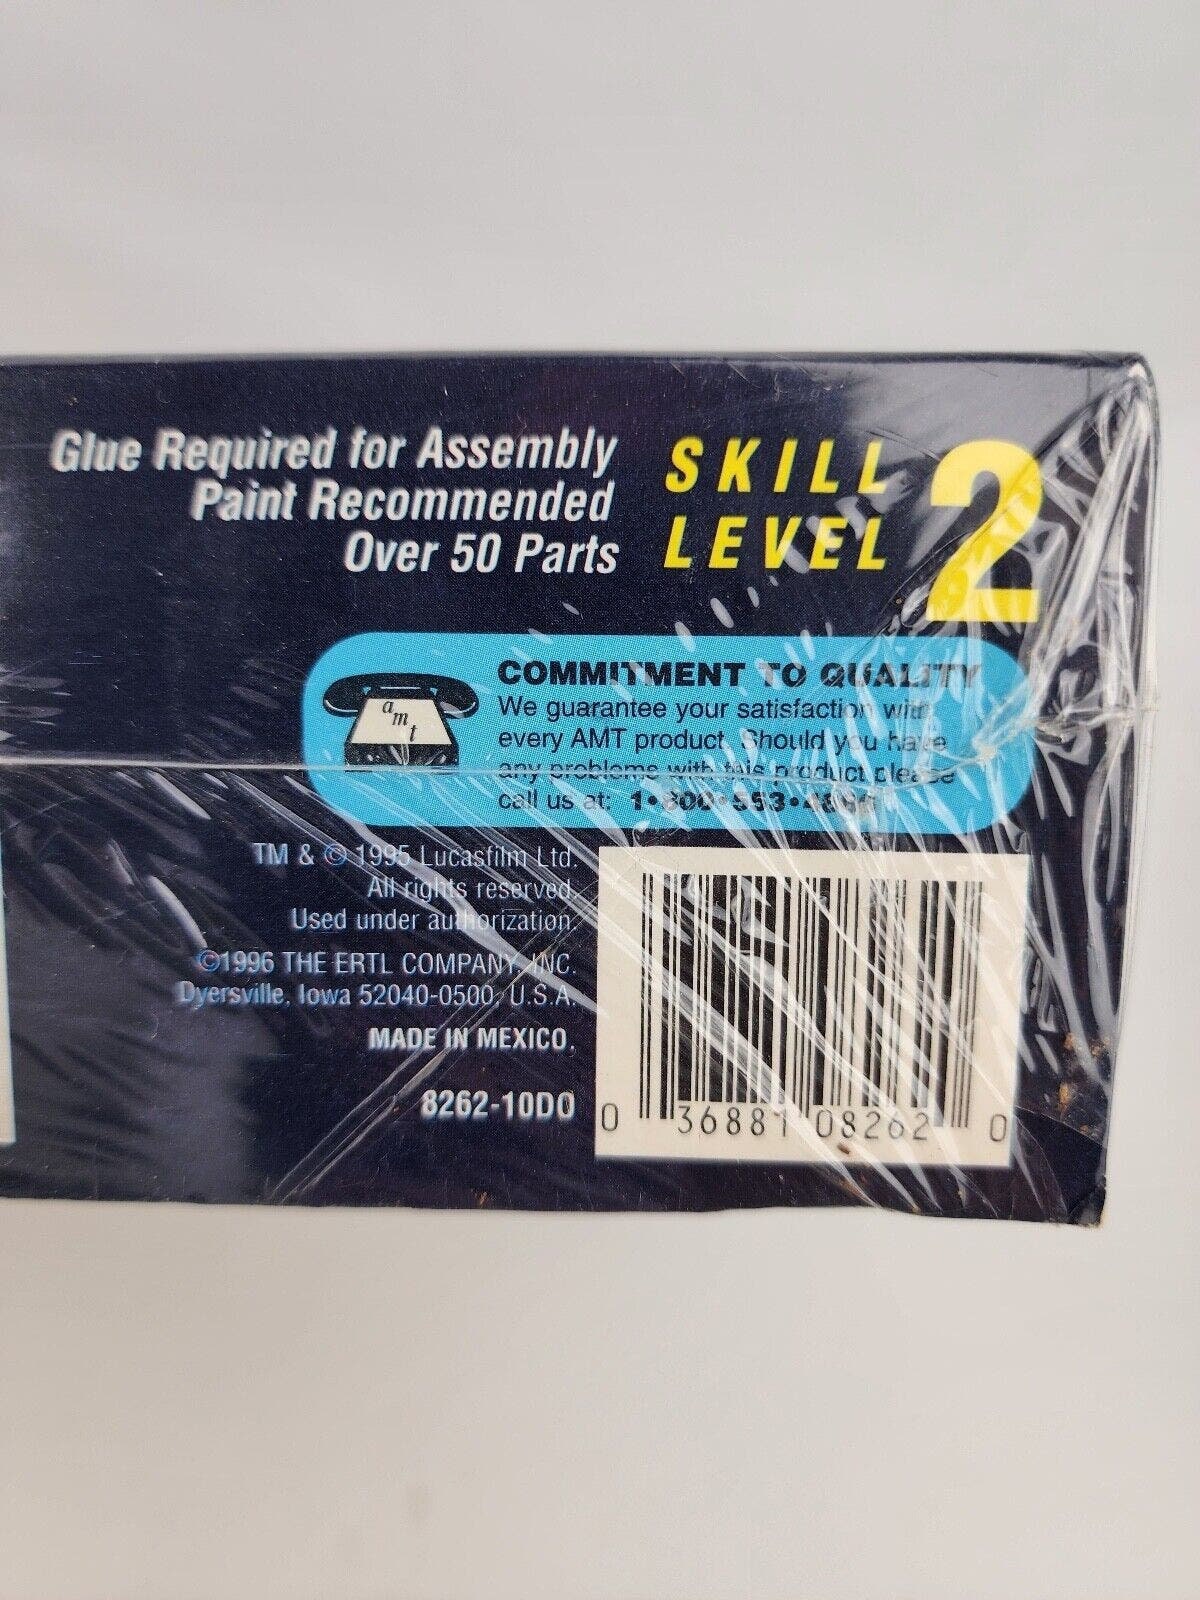 Glue Required for Assembly
Paint Recommended
Over 50 Parts
SKILL
LEVEL
2
amt
COMMITMENT TO QUALITY
We guarantee your satisfaction with
every AMT product. Should you have
any problems with this product please
call us at:
TM & © 1995 Lucasfilm Ltd.
All rights reserved.
Used under authorization.
©1996 THE ERTL COMPANY, INC.
Dyersville, Iowa 52040-0500, U.S.A.
MADE IN MEXICO.
8262-10DO
0 36881 08262 0